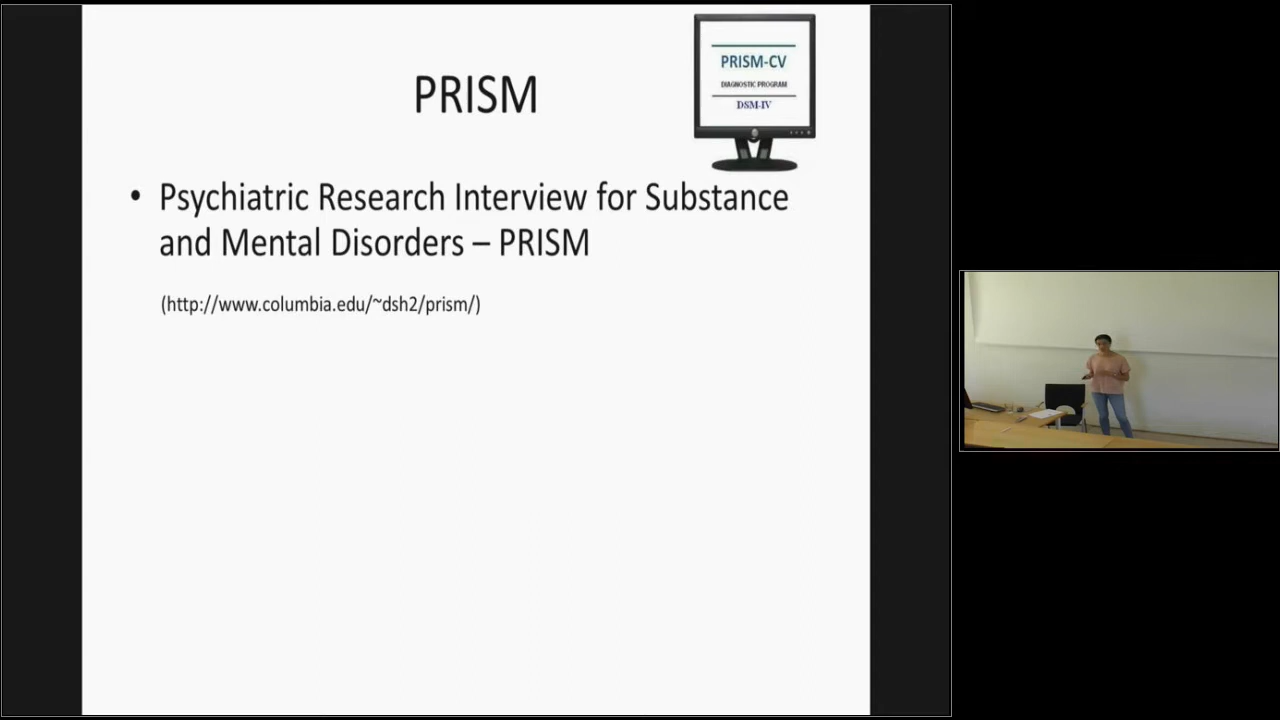 PRISM-CV
DIAGNOSTIC PROGRAM
DSM-IV
PRISM
• Psychiatric Research Interview for Substance
and Mental Disorders – PRISM
(http://www.columbia.edu/~dsh2/prism/)